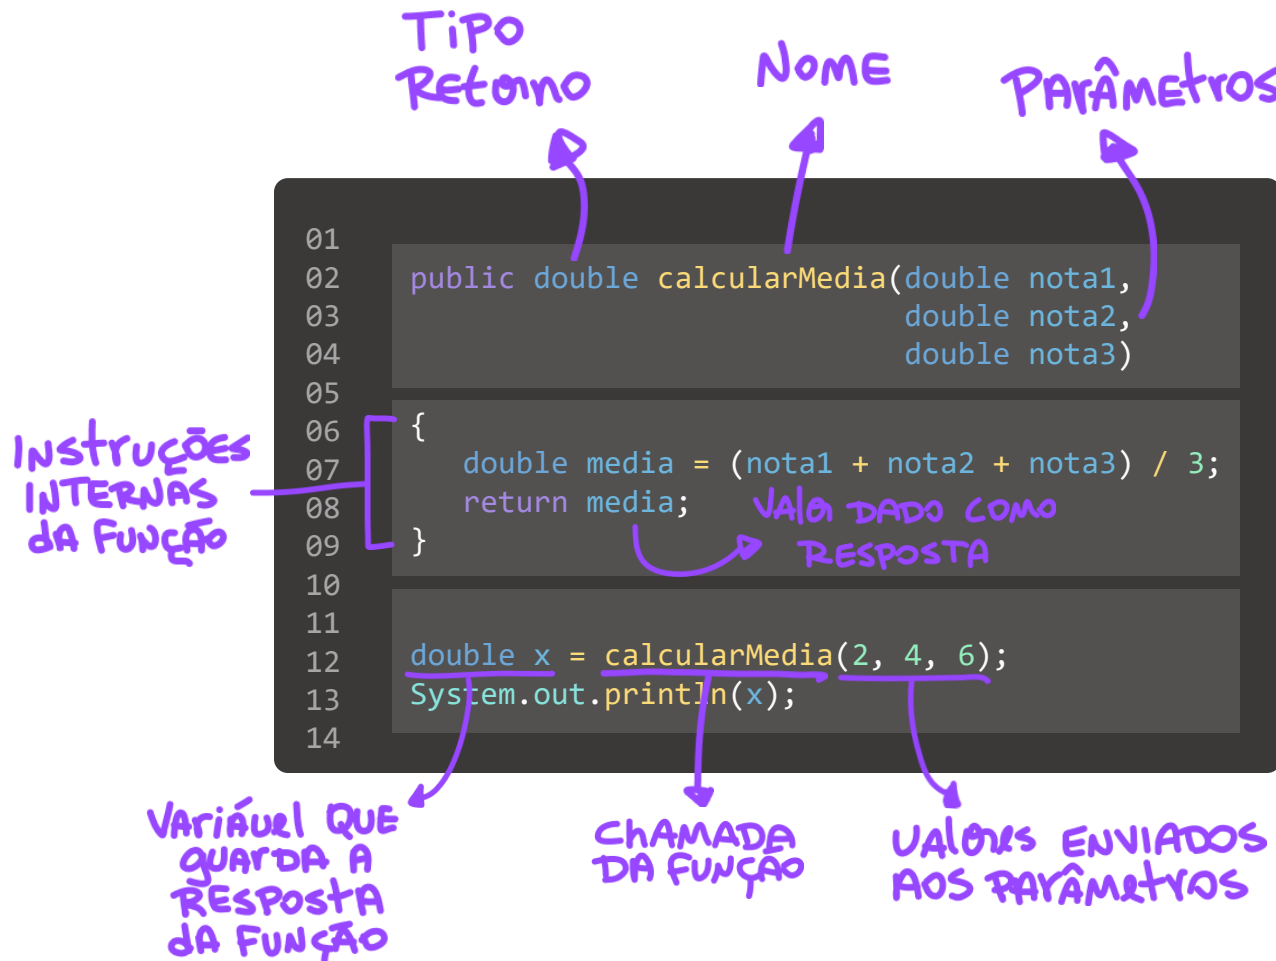 TiPO
Retorno
NOME
PArÂMEtrOS
01
02 public double calcularMedia(double nota1,
03 double nota2,
04 double nota3)
05
06 {
07 double media = (nota1 + nota2 + nota3) / 3;
08 return media;
09 }
10
11
12 double x = calcularMedia(2, 4, 6);
13 System.out.println(x);
14
INStruçÕES
INTERNAS
dA FUNÇÃO
VAlor DADO COMO
RESPOSTA
VAriÁvel QUE
guARDA A
RESPoStA
dA FUNÇÃO
ChAMADA
DA FUNÇÃO
VAlores ENVIADOS
AOS PArÂMetrOS